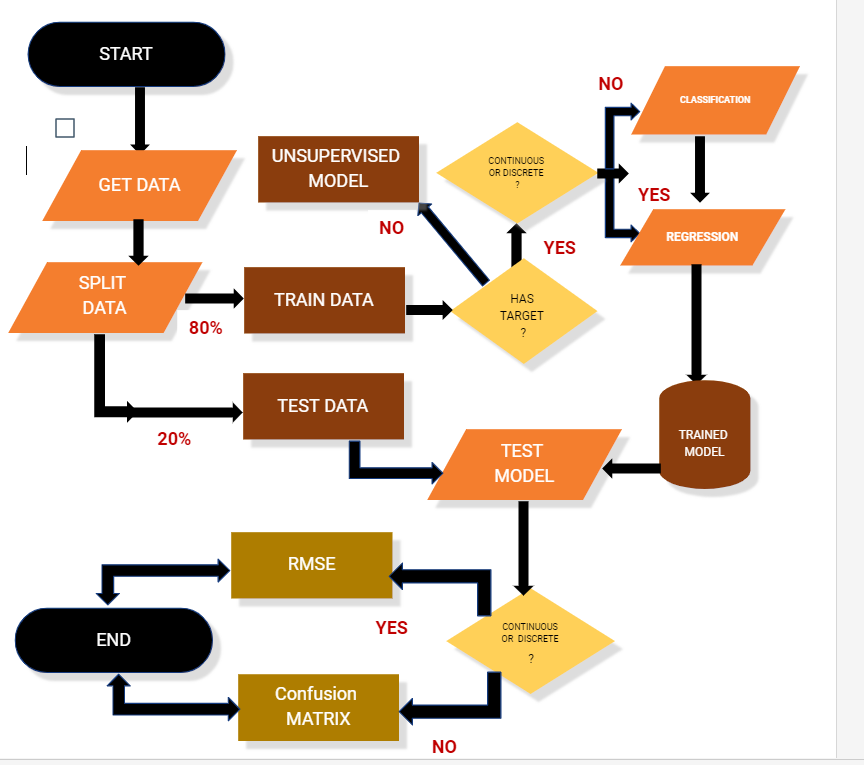 START
GET DATA
SPLIT
DATA
80%
20%
TRAIN DATA
TEST DATA
UNSUPERVISED
MODEL
NO
HAS
TARGET
?
YES
CONTINUOUS
OR DISCRETE
?
NO
YES
CLASSIFICATION
REGRESSION
TRAINED
MODEL
TEST
MODEL
CONTINUOUS
OR DISCRETE
?
YES
NO
RMSE
Confusion
MATRIX
END